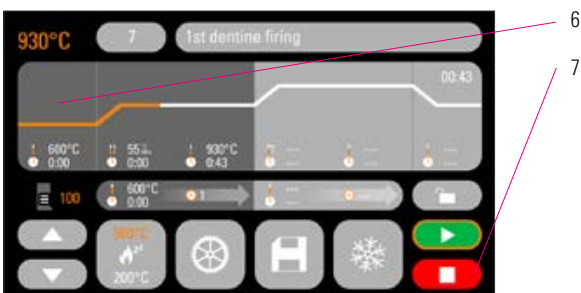 6
930°C 7 1st dentine firing
7
00:43
600°C 55 930°C --- --- ---
0:00 0:00 0:43 --- --- ---
100 600°C 1 --- ---
0:00
200°C